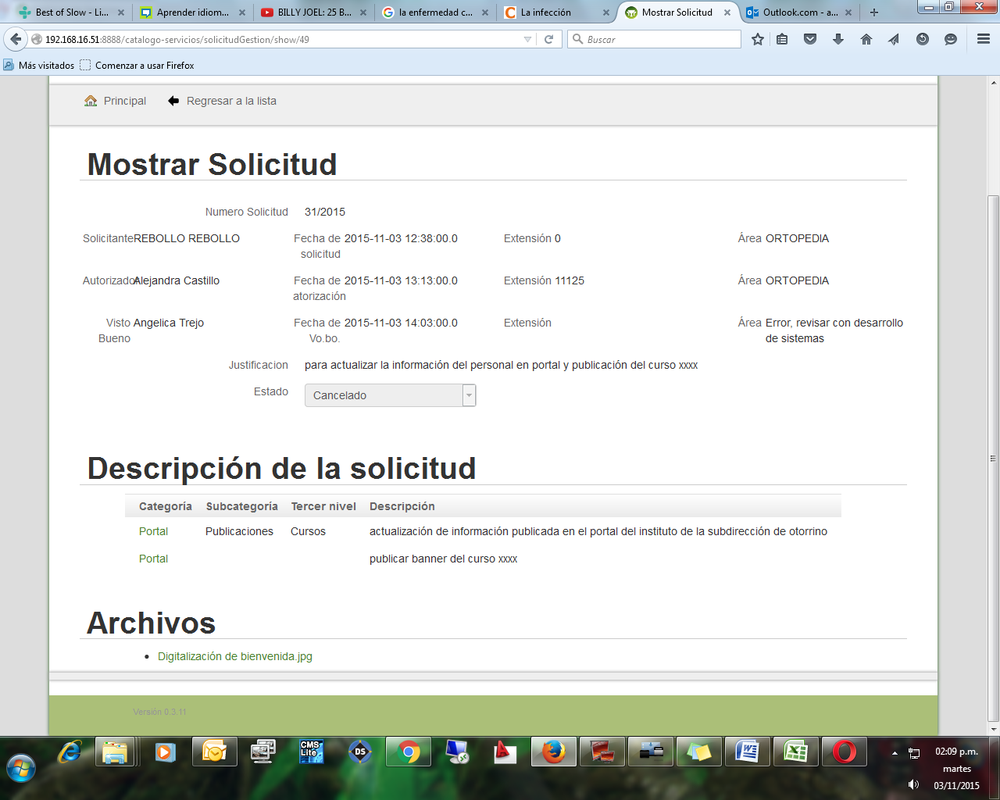 Best of Slow - Li...
Aprender idiom...
BILLY JOEL: 25 B...
la enfermedad c...
La infección
Mostrar Solicitud
Outlook.com - a...
192.168.16.51:8888/catalogo-servicios/solicitudGestion/show/49
Buscar
Más visitados
Comenzar a usar Firefox
Principal
Regresar a la lista
Mostrar Solicitud
Numero Solicitud 31/2015
Solicitante REBOLLO REBOLLO Fecha de solicitud 2015-11-03 12:38:00.0 Extensión 0 Área ORTOPEDIA
Autorizador Alejandra Castillo Fecha de atorización 2015-11-03 13:13:00.0 Extensión 11125 Área ORTOPEDIA
Visto Bueno Angelica Trejo Fecha de Vo.bo. 2015-11-03 14:03:00.0 Extensión Área Error, revisar con desarrollo de sistemas
Justificacion para actualizar la información del personal en portal y publicación del curso xxxx
Estado Cancelado
Descripción de la solicitud
Categoría Subcategoría Tercer nivel Descripción
Portal Publicaciones Cursos actualización de información publicada en el portal del instituto de la subdirección de otorrino
Portal publicar banner del curso xxxx
Archivos
Digitalización de bienvenida.jpg
Versión 0.3.11
CMS Lite
DS
02:09 p.m.
martes
03/11/2015